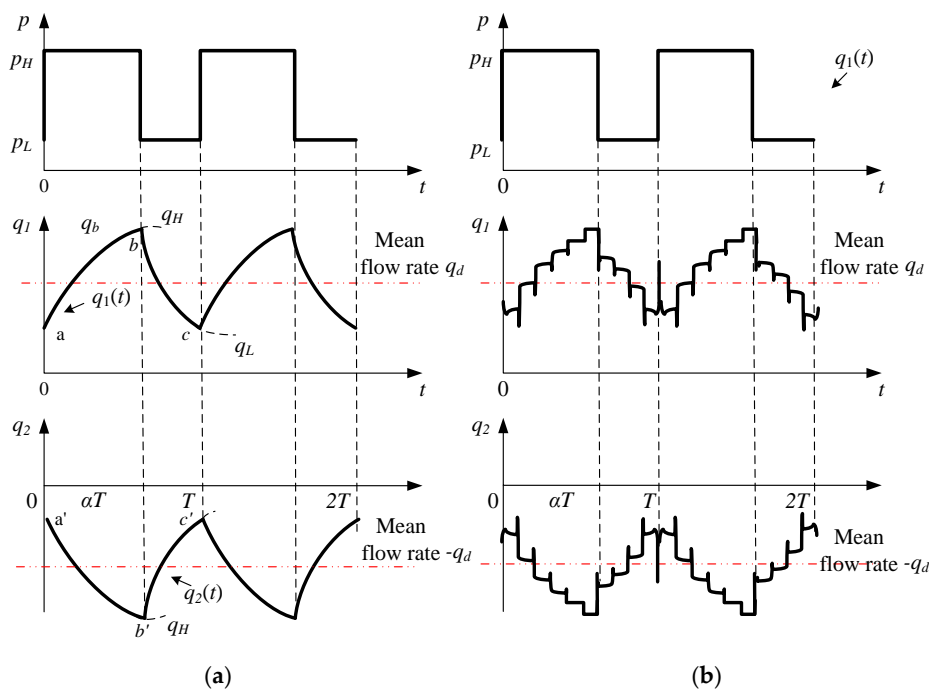 p
p_H
p_L
0
t
q_1
q_b
q_H
b
Mean
flow rate q_d
q_1(t)
a
c
q_L
0
t
q_2
0
αT
T
2T
a'
c'
Mean
flow rate -q_d
q_2(t)
b'
q_H
(a)
p
q_1(t)
p_H
p_L
0
t
q_1
Mean
flow rate q_d
0
t
q_2
0
αT
T
2T
Mean
flow rate -q_d
(b)